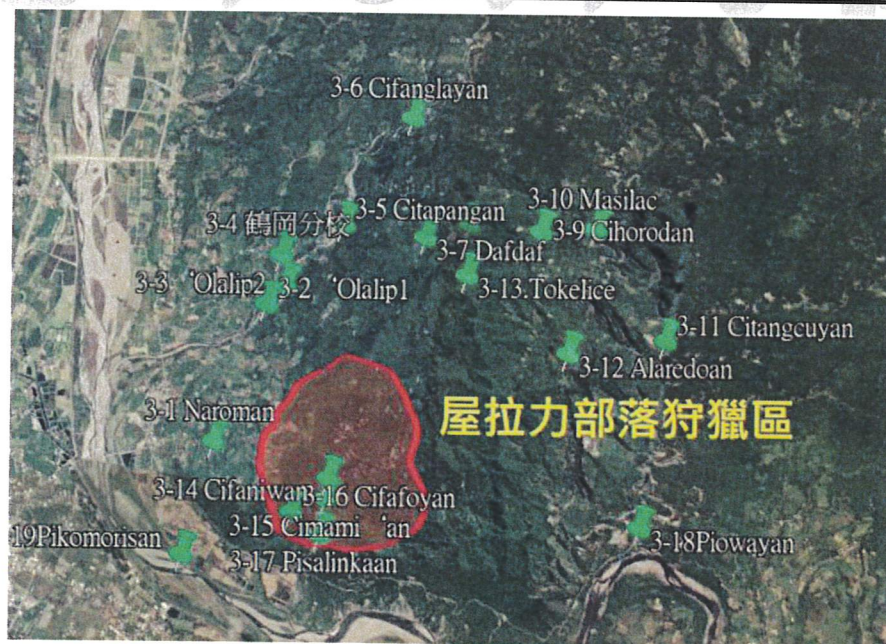 3-6 Cifanglayan
3-10 Masilac
3-5 Citapangan
3-4 鶴岡分校
3-9 Cihorodan
3-7 Dafdaf
3-3 ‘Olalip2
3-2 ‘Olalip1
3-13.Tokelice
3-11 Citangcuyan
3-12 Alaredoan
屋拉力部落狩獵區
3-1 Naroman
3-14 Cifaniwan
3-16 Cifafoyan
3-15 Cimami ‘an
19Pikomorisan
3-18Piowayan
3-17 Pisalinkaan